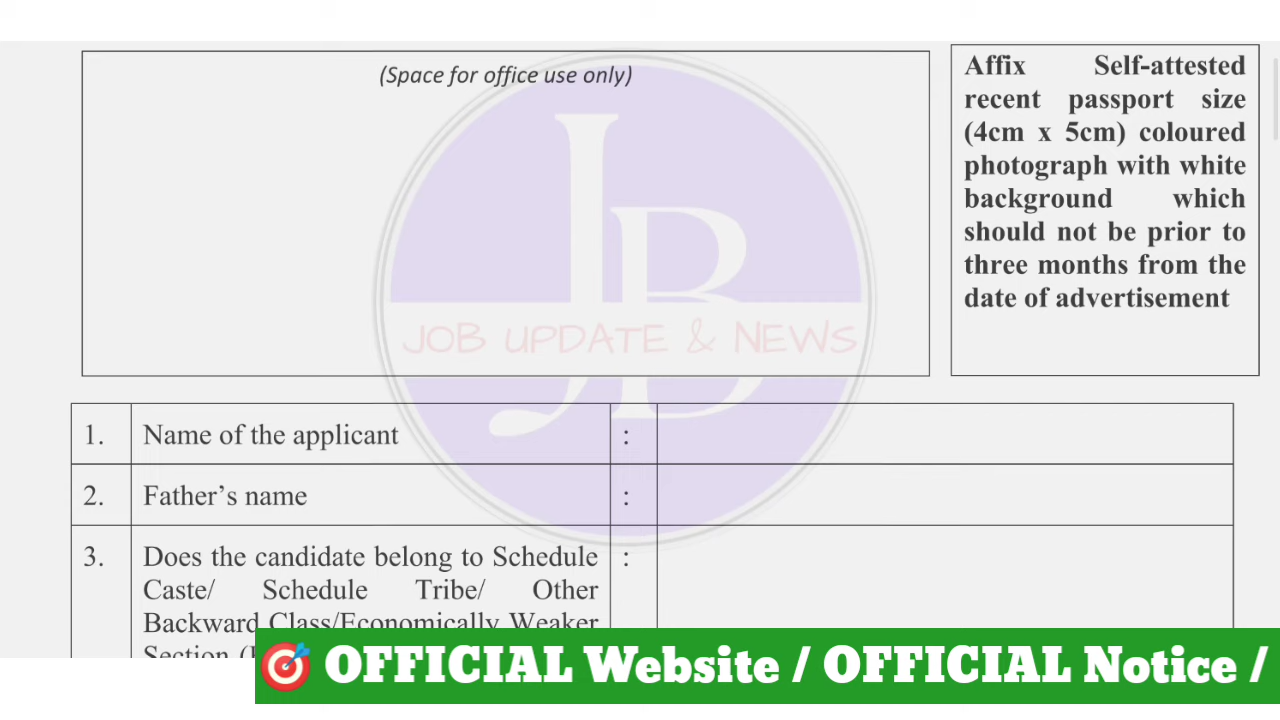 (Space for office use only)
Affix Self-attested
recent passport size
(4cm x 5cm) coloured
photograph with white
background which
should not be prior to
three months from the
date of advertisement
JB
JOB UPDATE & NEWS
1. Name of the applicant :
2. Father’s name :
3. Does the candidate belong to Schedule :
Caste/ Schedule Tribe/ Other
Backward Class/Economically Weaker
Section
🎯 OFFICIAL Website / OFFICIAL Notice /